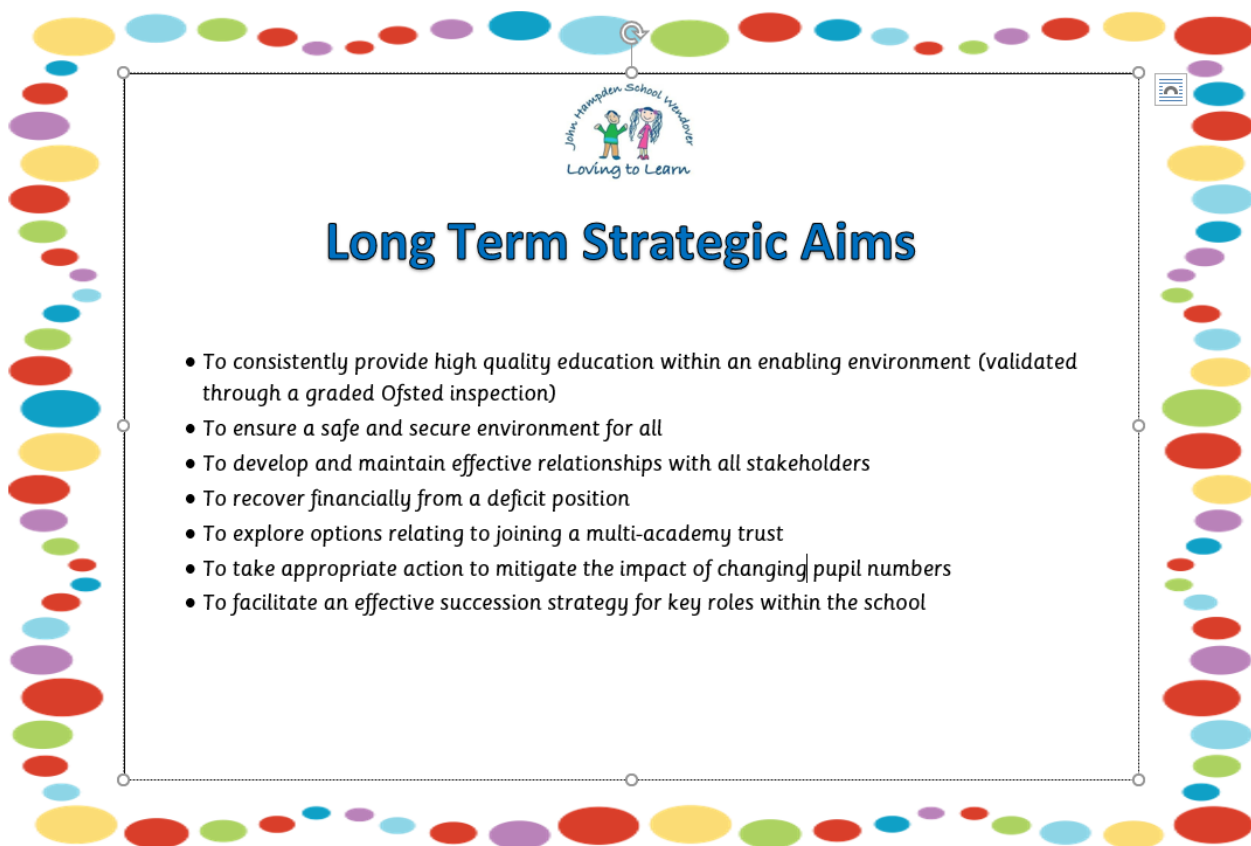 John Hampden School Wendover
Loving to Learn
Long Term Strategic Aims
• To consistently provide high quality education within an enabling environment (validated
through a graded Ofsted inspection)
• To ensure a safe and secure environment for all
• To develop and maintain effective relationships with all stakeholders
• To recover financially from a deficit position
• To explore options relating to joining a multi-academy trust
• To take appropriate action to mitigate the impact of changing pupil numbers
• To facilitate an effective succession strategy for key roles within the school